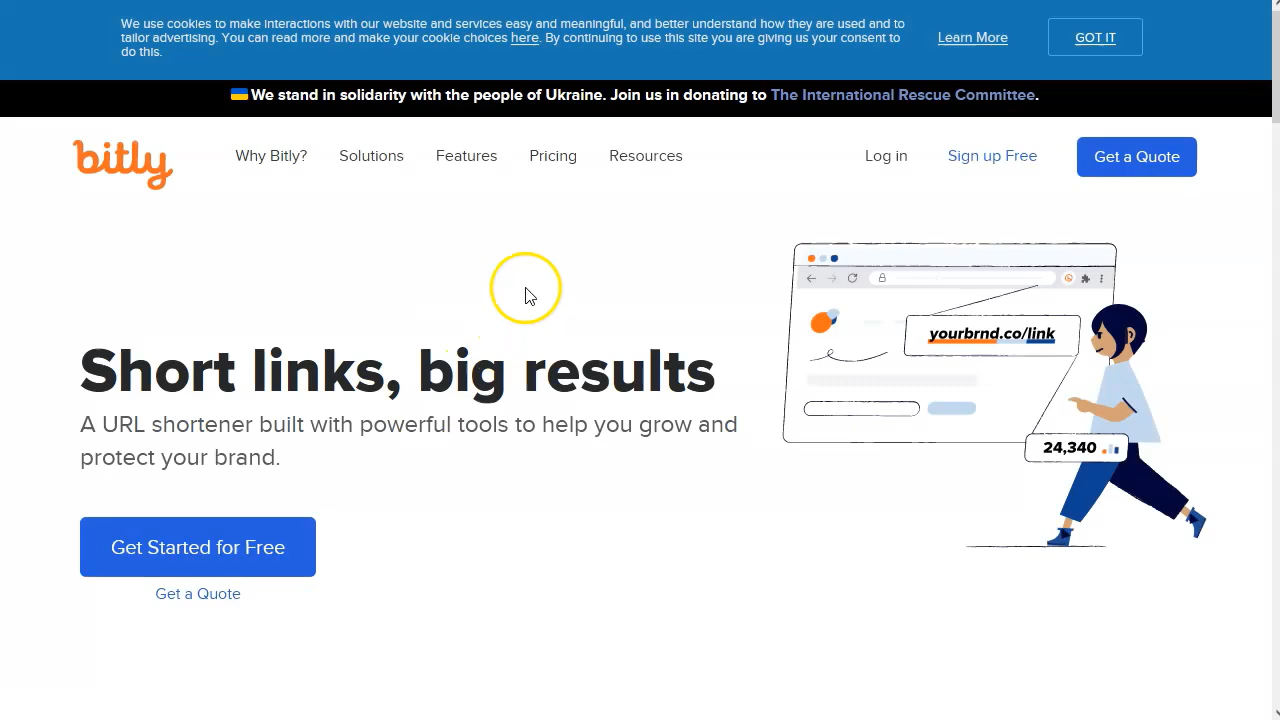 We use cookies to make interactions with our website and services easy and meaningful, and better understand how they are used and to
tailor advertising. You can read more and make your cookie choices here. By continuing to use this site you are giving us your consent to
do this.
Learn More
GOT IT
We stand in solidarity with the people of Ukraine. Join us in donating to The International Rescue Committee.
bitly
Why Bitly?
Solutions
Features
Pricing
Resources
Log in
Sign up Free
Get a Quote
yourbrnd.co/link
24,340
Short links, big results
A URL shortener built with powerful tools to help you grow and
protect your brand.
Get Started for Free
Get a Quote